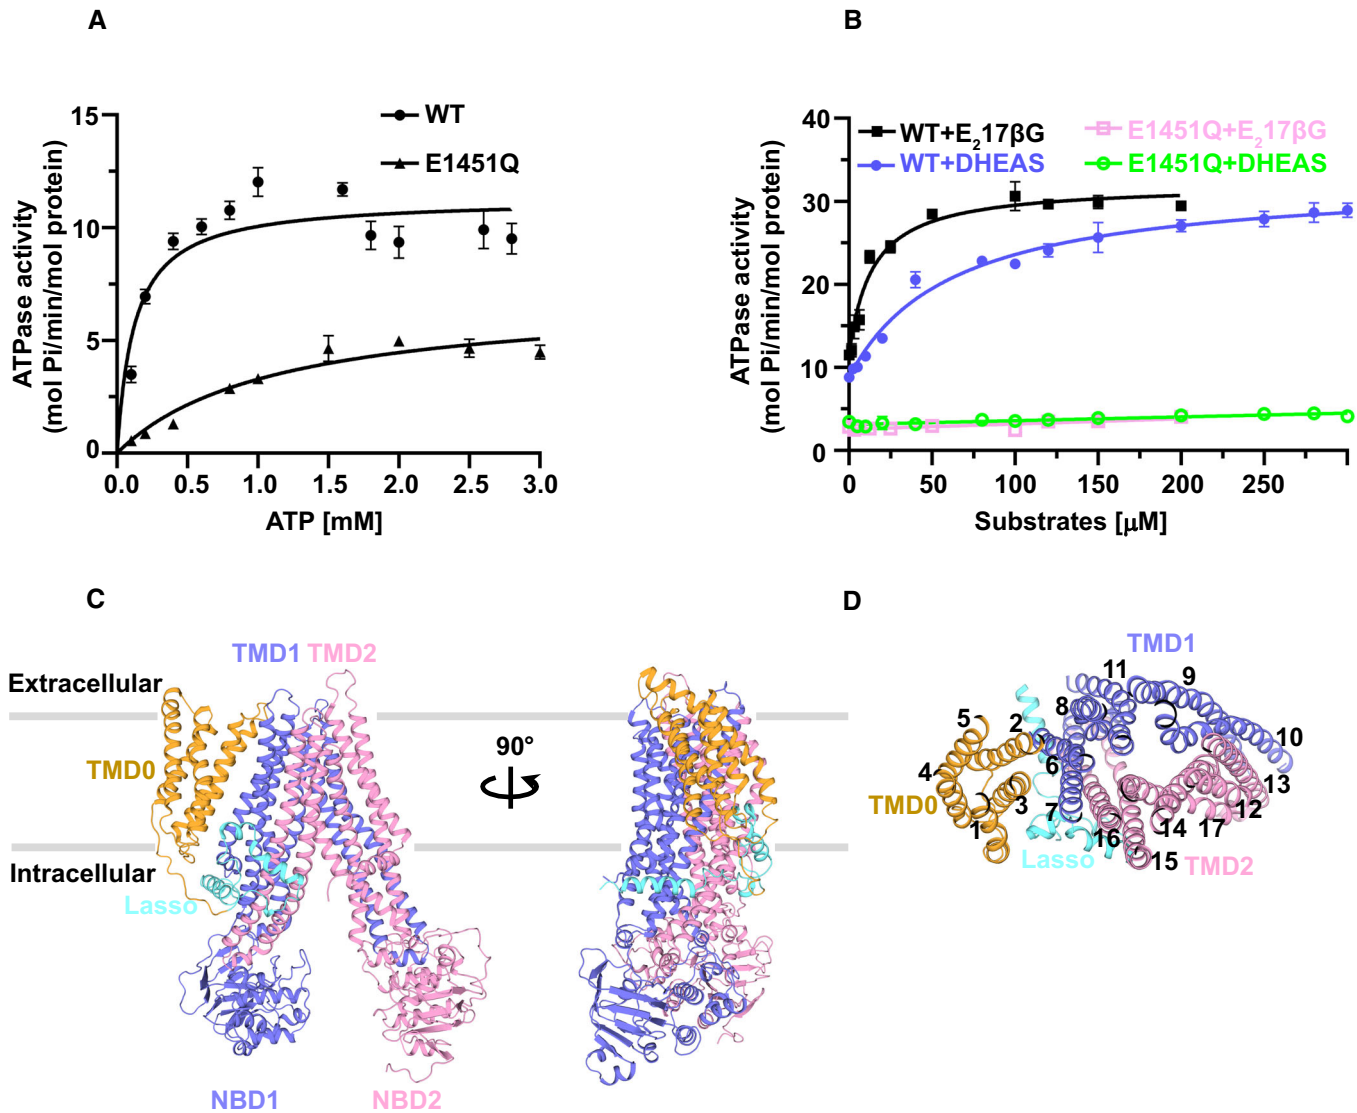 A
15
10
5
0
ATPase activity
(mol Pi/min/mol protein)
WT
E1451Q
0.0 0.5 1.0 1.5 2.0 2.5 3.0
ATP [mM]
B
40
30
20
10
0
ATPase activity
(mol Pi/min/mol protein)
WT+E₂17βG
WT+DHEAS
E1451Q+E₂17βG
E1451Q+DHEAS
0 50 100 150 200 250
Substrates [μM]
C
TMD1 TMD2
Extracellular
TMD0
Intracellular
Lasso
NBD1 NBD2
90°
D
TMD1
11 9
8
5 2
10
6
4
13
TMD0 3 7 12
1 16 14 17
Lasso 15 TMD2